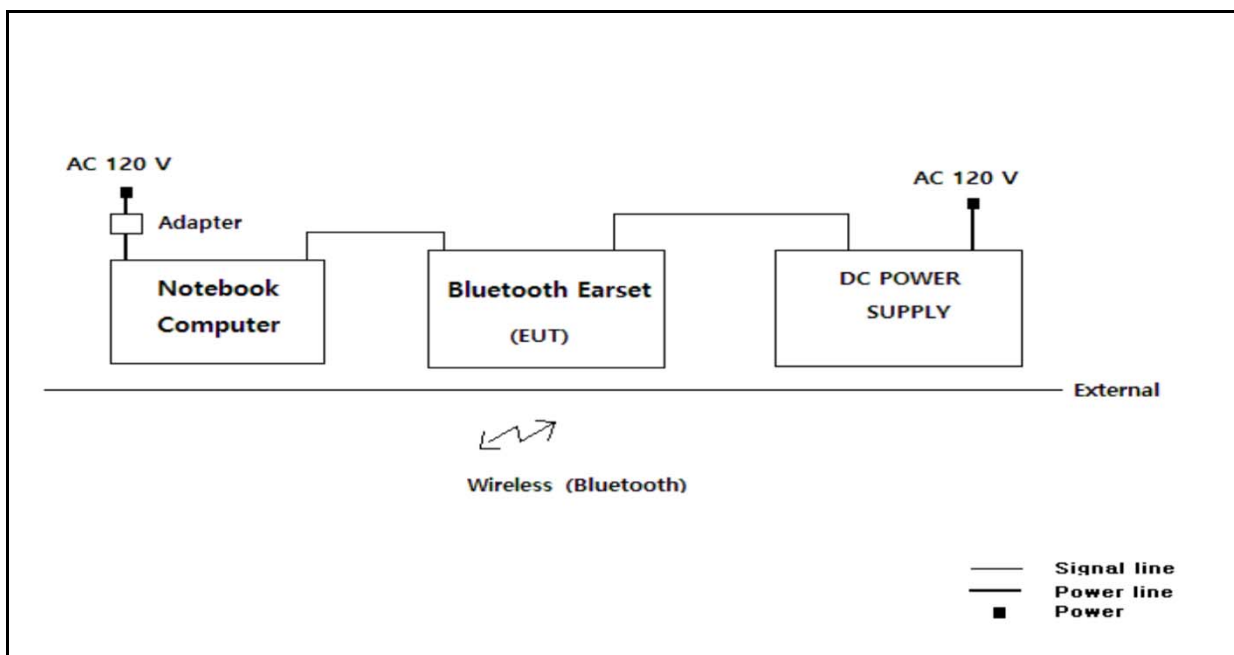 AC 120 V
AC 120 V
Adapter
Notebook
Computer
Bluetooth Earset
(EUT)
DC POWER
SUPPLY
External
Wireless (Bluetooth)
Signal line
Power line
Power